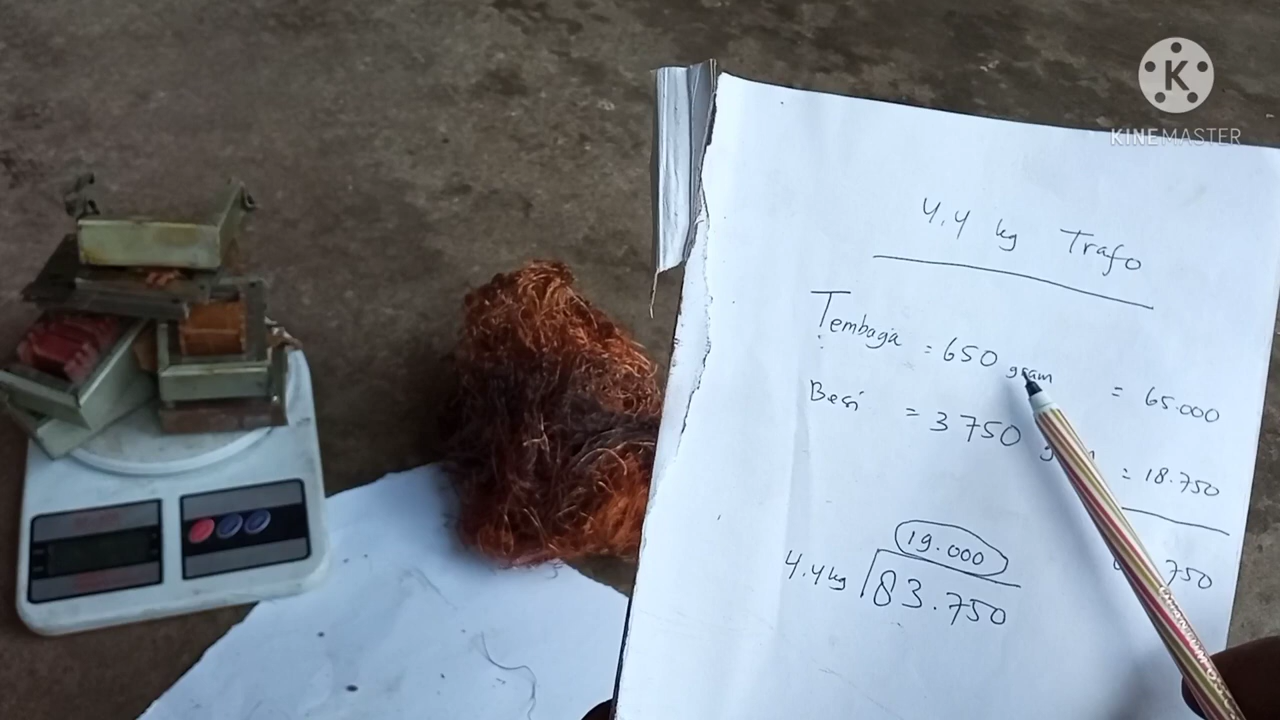 KINEMASTER
4.4 kg Trafo
Tembaga = 650 gram = 65.000
Besi = 3750 = 18.750
750
19.000
4.4kg 83.750